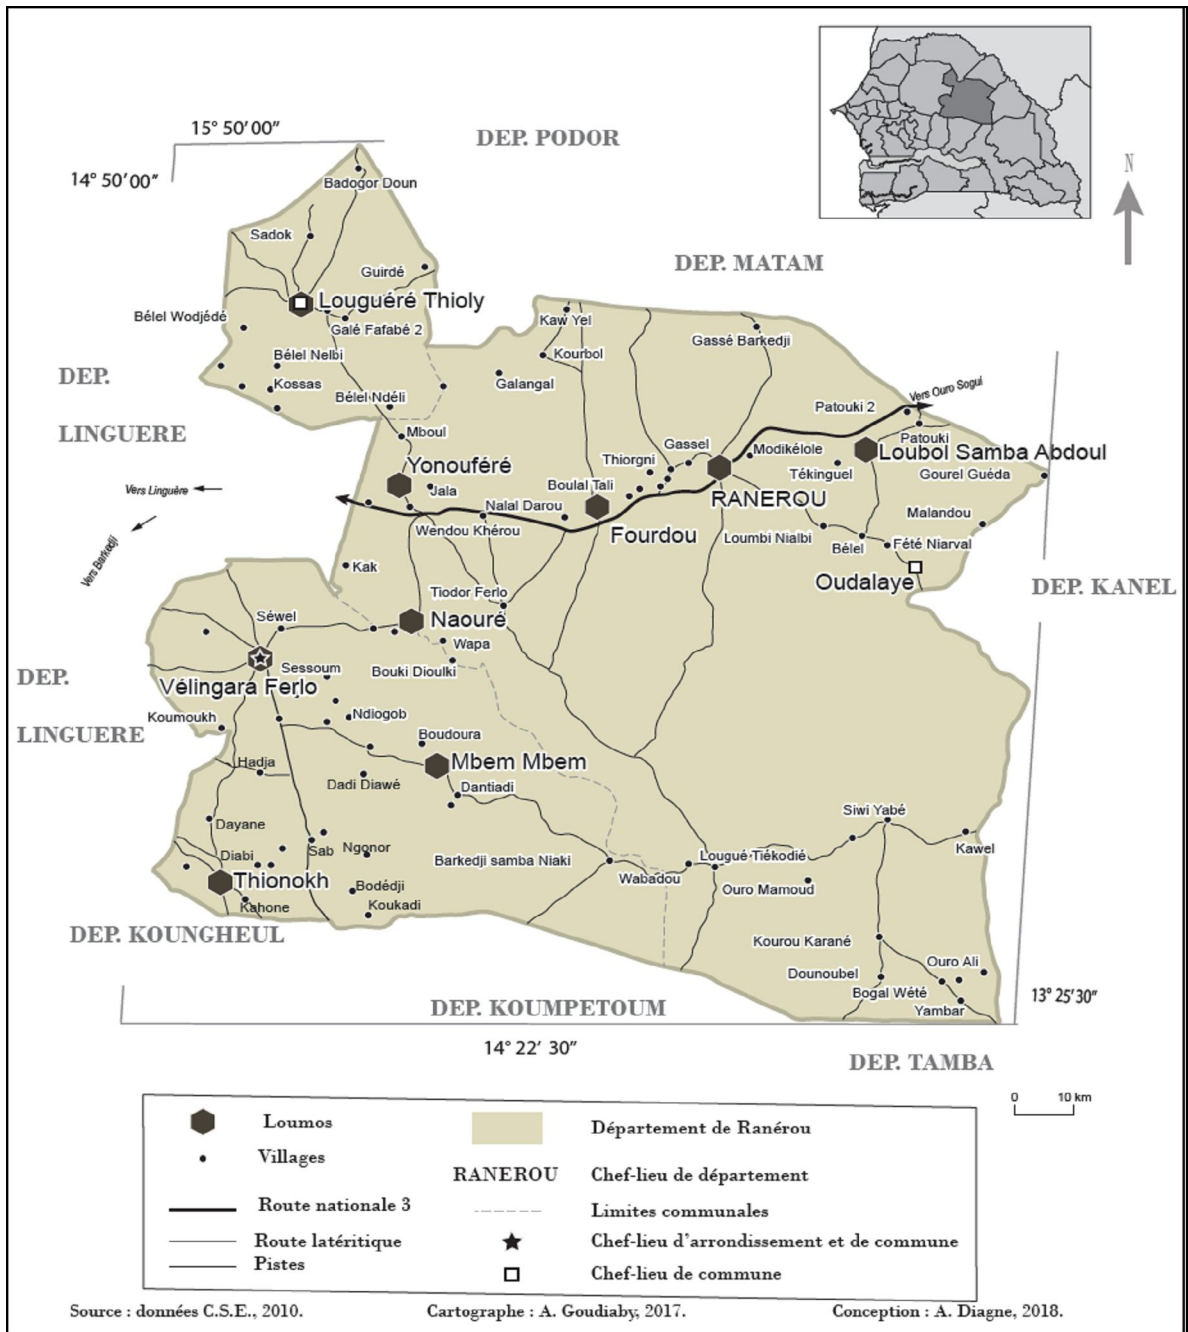 15° 50' 00"
14° 50' 00"
DEP. PODOR
N
Badogor Doun
Sadok
Guirdé
DEP. MATAM
Louguéré Thioly
Bélel Wodjédé
Galé Fafabé 2
Kaw Yel
Gassé Barkedji
Kourbol
Bélel Nelbi
DEP.
LINGUERE
Kossas
Galangal
Bélel Ndéli
Vers Ouro Sogui
Patouki 2
Mboul
Patouki
Gassel
Modikélole
Loubol Samba Abdoul
Yonouféré
Thiorgni
Tékinguel
Gourel Guéda
Vers Linguère
Jala
Boulal Tali
RANEROU
Nalal Darou
Malandou
Wendou Khérou
Fourdou
Loumbi Nialbi
Bélel
Fété Niarval
Vers Barkedji
Kak
Oudalaye
DEP. KANEL
Tiodor Ferlo
Séwel
Naouré
Wapa
DEP.
LINGUERE
Sessoum
Bouki Dioulki
Vélingara Ferlo
Koumoukh
Ndiogob
Boudoura
Hadja
Mbem Mbem
Dadi Diawé
Dantiadi
Siwi Yabé
Dayane
Diabi
Sab
Ngonor
Barkedji samba Niaki
Lougué Tiékodié
Kawel
Thionokh
Bodédji
Wabadou
Ouro Mamoud
Kahone
Koukadi
DEP. KOUNGHEUL
Kourou Karané
Dounoubel
Ouro Ali
Bogal Wété
Yambar
13° 25' 30"
DEP. KOUMPETOUM
14° 22' 30"
DEP. TAMBA
0 10 km
Loumos
Villages
Route nationale 3
Route latéritique
Pistes
Département de Ranérou
RANEROU Chef-lieu de département
Limites communales
Chef-lieu d'arrondissement et de commune
Chef-lieu de commune
Source : données C.S.E., 2010. Cartographe : A. Goudiaby, 2017. Conception : A. Diagne, 2018.